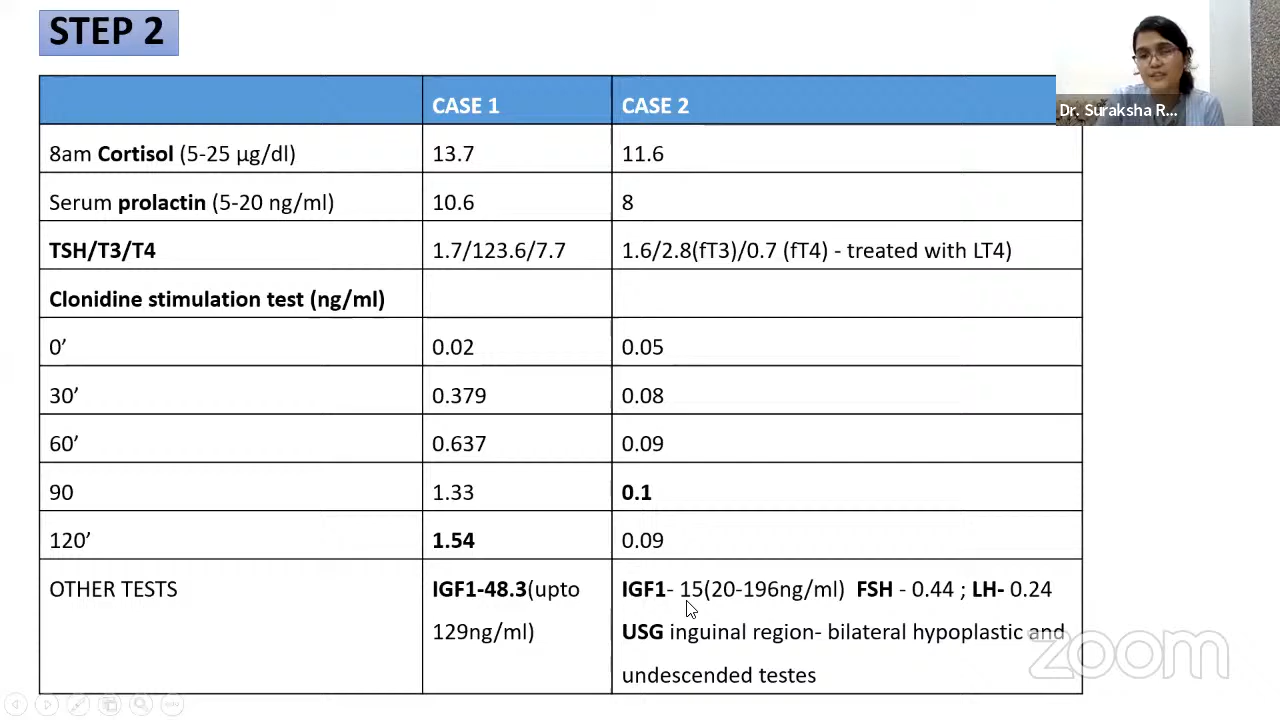 STEP 2
Dr. Suraksha R...
CASE 1 CASE 2
8am Cortisol (5-25 µg/dl) 13.7 11.6
Serum prolactin (5-20 ng/ml) 10.6 8
TSH/T3/T4 1.7/123.6/7.7 1.6/2.8(fT3)/0.7 (fT4) - treated with LT4)
Clonidine stimulation test (ng/ml)
0’ 0.02 0.05
30’ 0.379 0.08
60’ 0.637 0.09
90 1.33 0.1
120’ 1.54 0.09
OTHER TESTS IGF1-48.3(upto IGF1- 15(20-196ng/ml) FSH - 0.44 ; LH- 0.24
129ng/ml) USG inguinal region- bilateral hypoplastic and
undescended testes
zoom